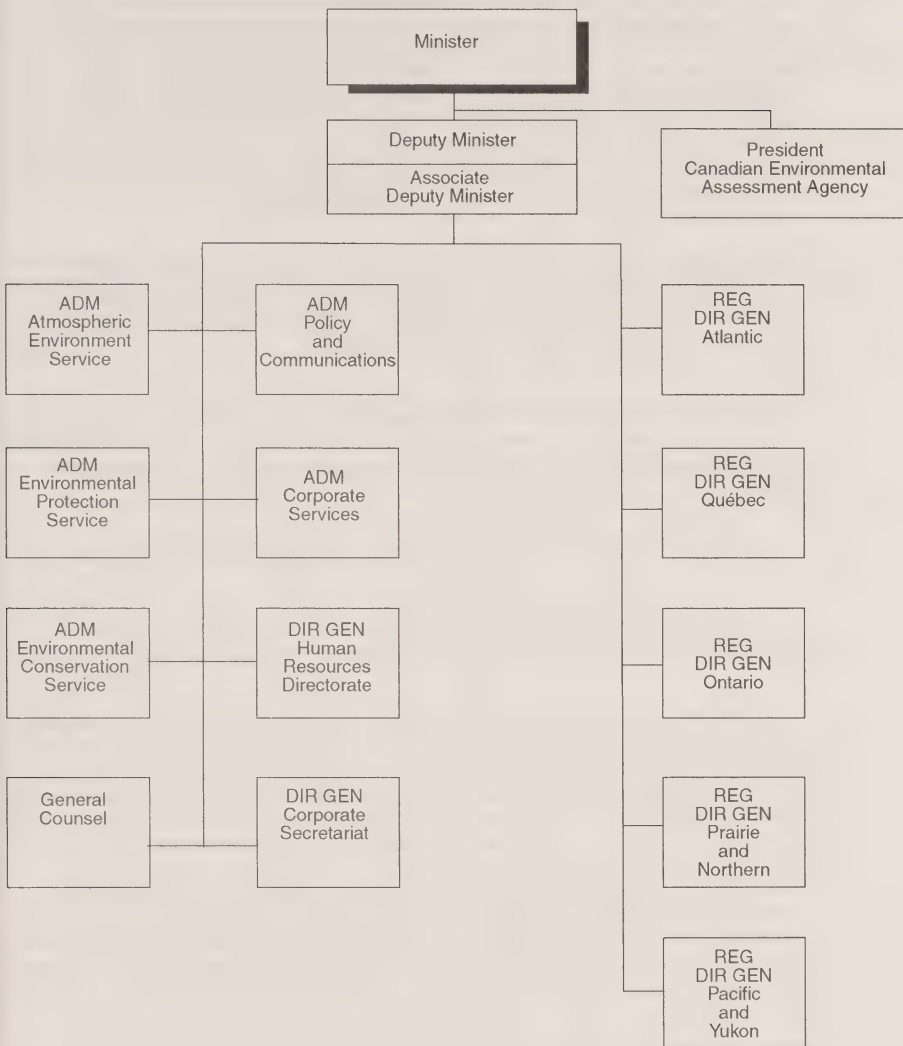 Minister
Deputy Minister
Associate
Deputy Minister
President
Canadian Environmental
Assessment Agency
ADM
Atmospheric
Environment
Service
ADM
Policy
and
Communications
REG
DIR GEN
Atlantic
ADM
Environmental
Protection
Service
ADM
Corporate
Services
REG
DIR GEN
Québec
ADM
Environmental
Conservation
Service
DIR GEN
Human
Resources
Directorate
REG
DIR GEN
Ontario
General
Counsel
DIR GEN
Corporate
Secretariat
REG
DIR GEN
Prairie
and
Northern
REG
DIR GEN
Pacific
and
Yukon